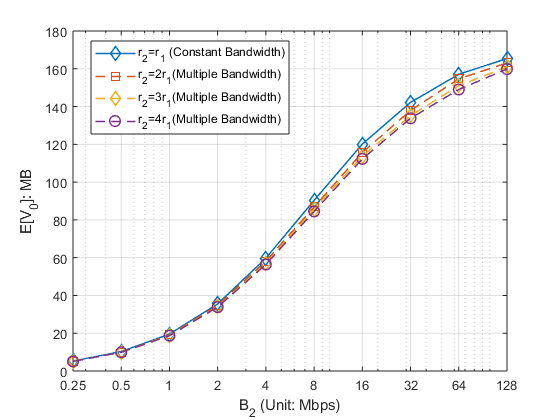 180
160
140
120
100
80
60
40
20
0
E[V0]: MB
r2=r1 (Constant Bandwidth)
r2=2r1(Multiple Bandwidth)
r2=3r1(Multiple Bandwidth)
r2=4r1(Multiple Bandwidth)
0.25 0.5 1 2 4 8 16 32 64 128
B2 (Unit: Mbps)